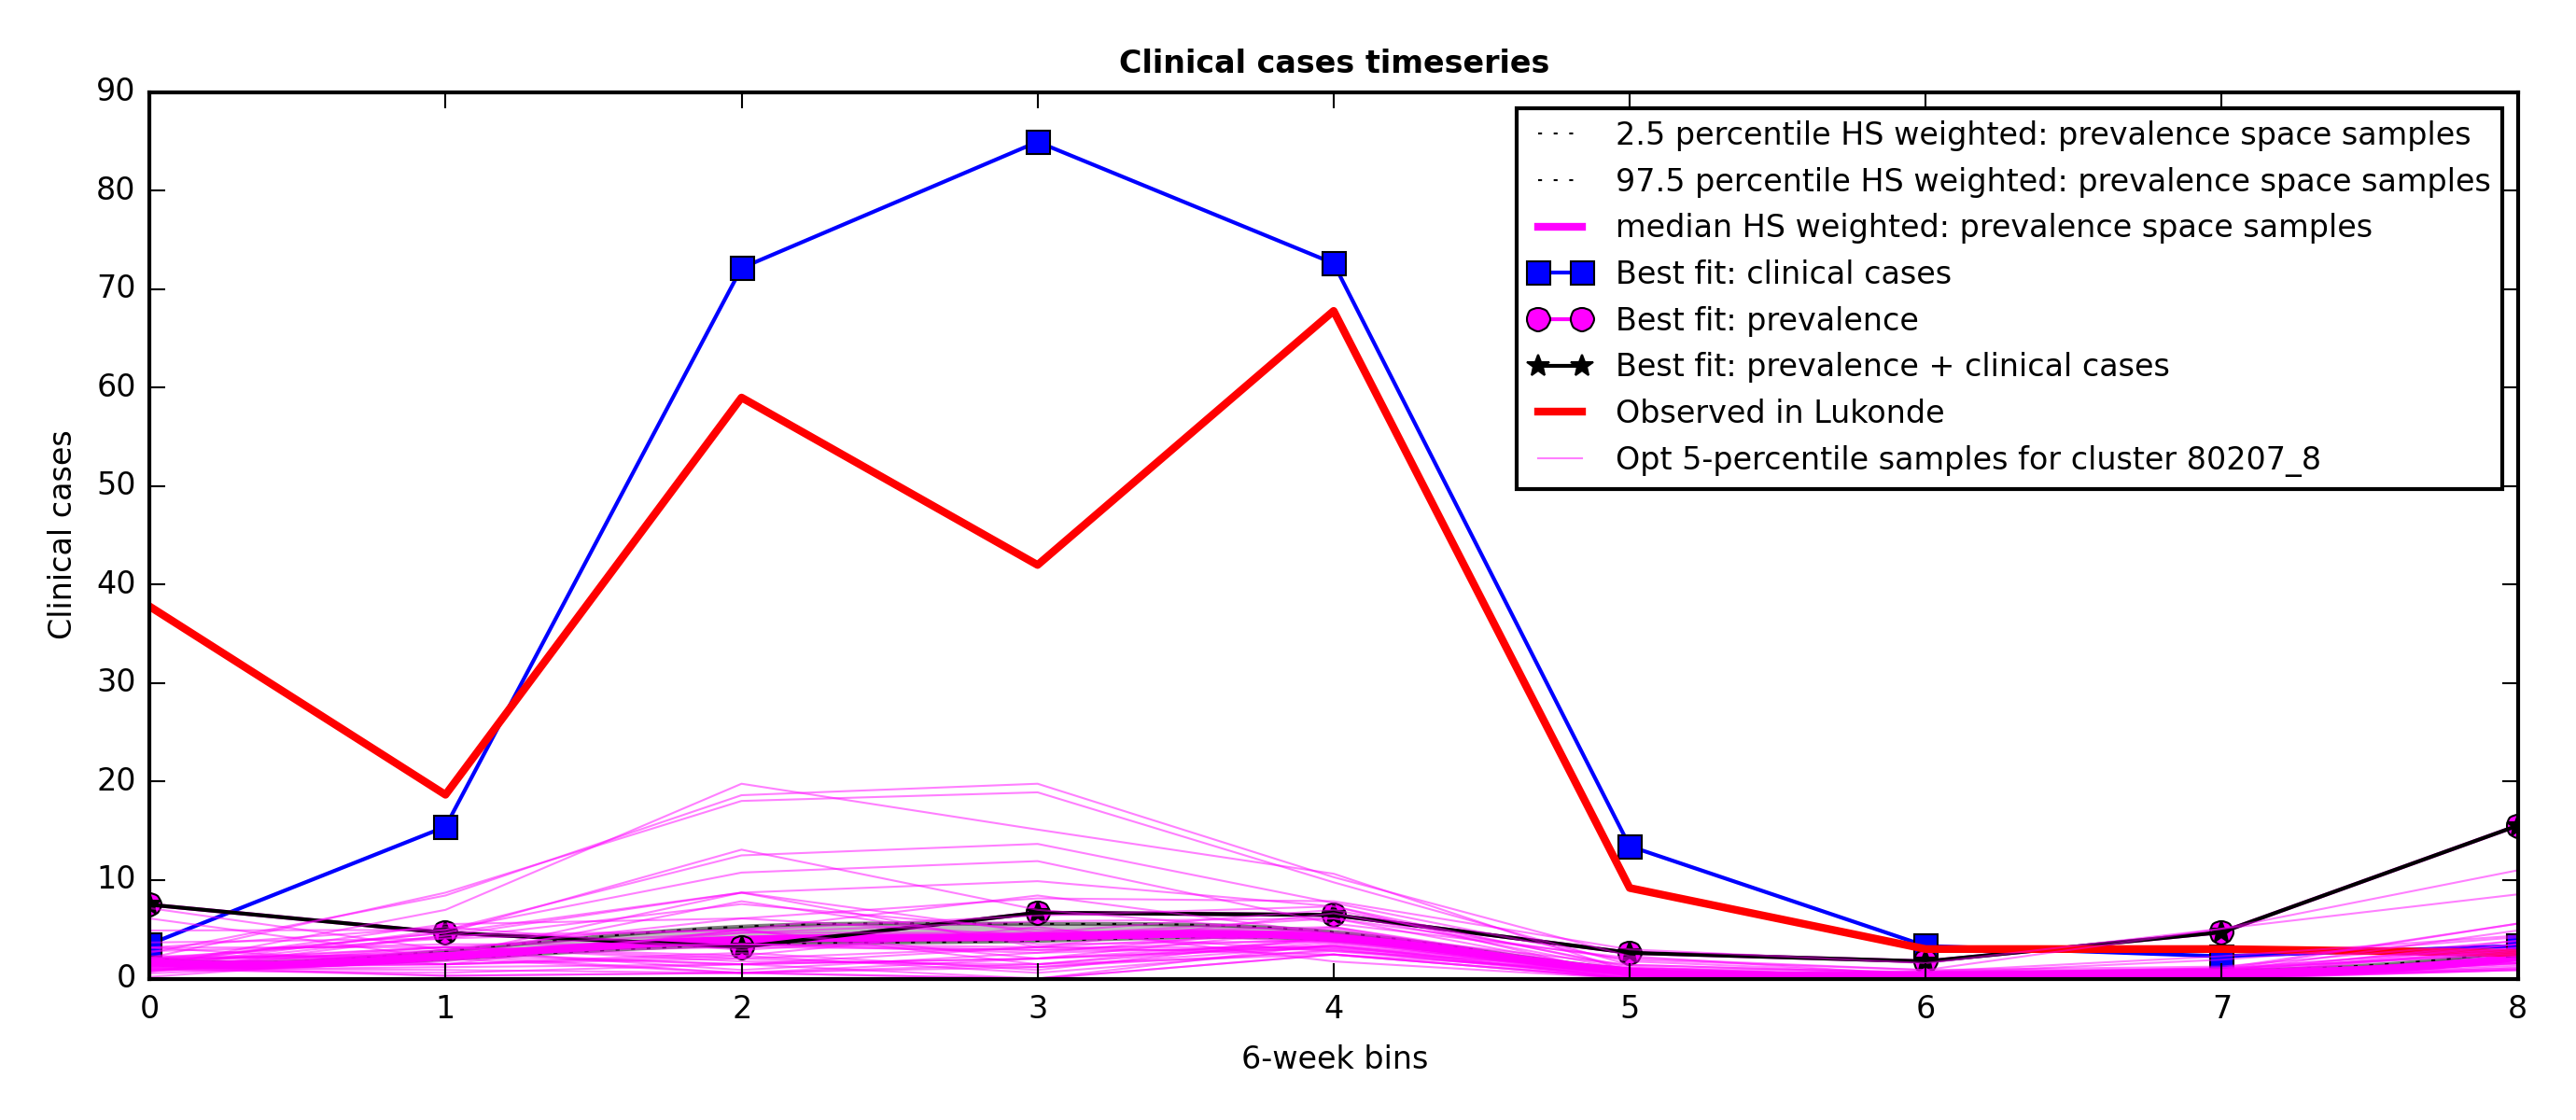 Clinical cases timeseries
90
80
70
60
50
40
30
20
10
0
Clinical cases
2.5 percentile HS weighted: prevalence space samples
97.5 percentile HS weighted: prevalence space samples
median HS weighted: prevalence space samples
Best fit: clinical cases
Best fit: prevalence
Best fit: prevalence + clinical cases
Observed in Lukonde
Opt 5-percentile samples for cluster 80207_8
0 1 2 3 4 5 6 7 8
6-week bins